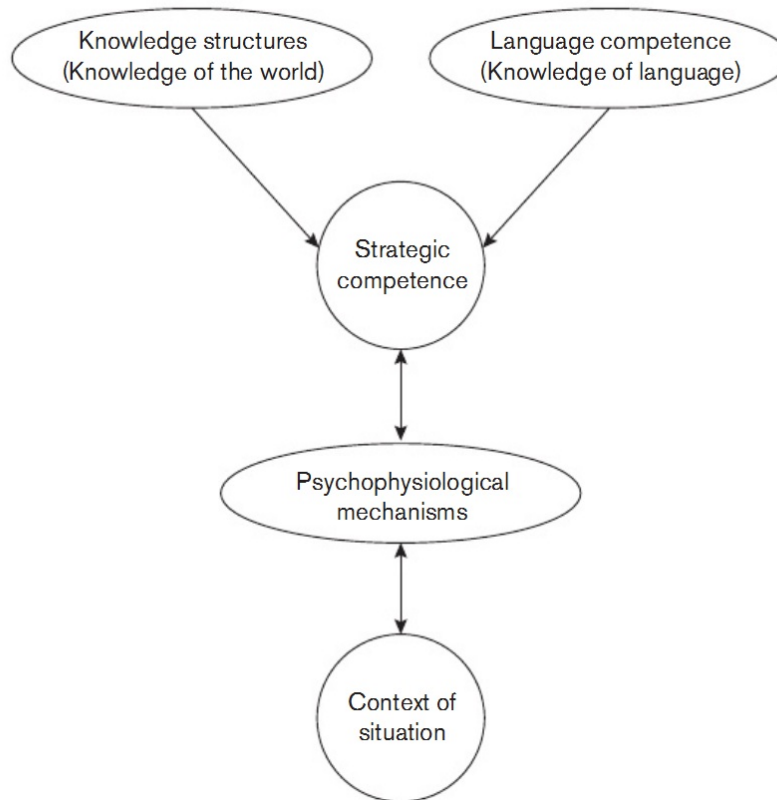 Knowledge structures
(Knowledge of the world)
Language competence
(Knowledge of language)
Strategic
competence
Psychophysiological
mechanisms
Context of
situation